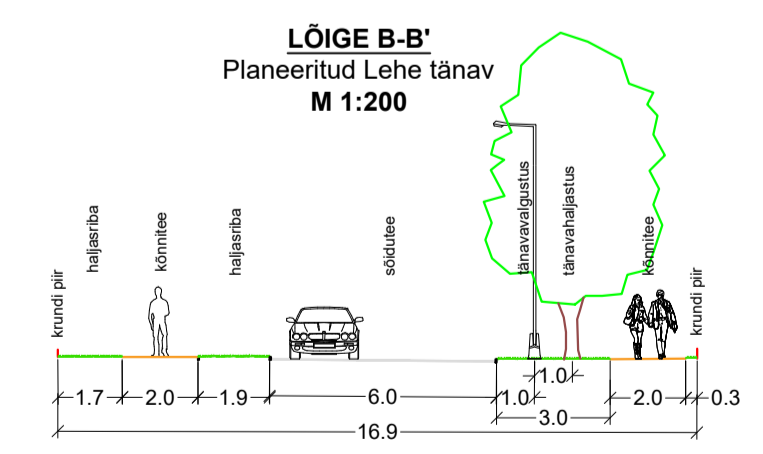 LÕIGE B-B'
Planeeritud Lehe tänav
M 1:200
krundi piir
haljasriba
kõnnitee
haljasriba
sõidutee
tänavavalgustus
tänavahaljastus
kõnnitee
krundi piir
1.0
1.7 2.0 1.9 6.0 1.0 2.0 0.3
3.0
16.9